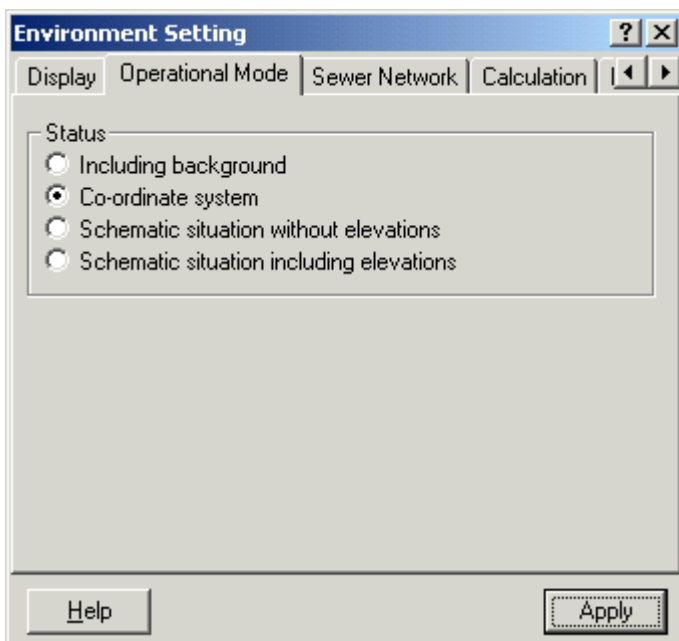 Environment Setting
Display Operational Mode Sewer Network Calculation
Status
Including background
Co-ordinate system
Schematic situation without elevations
Schematic situation including elevations
Help Apply